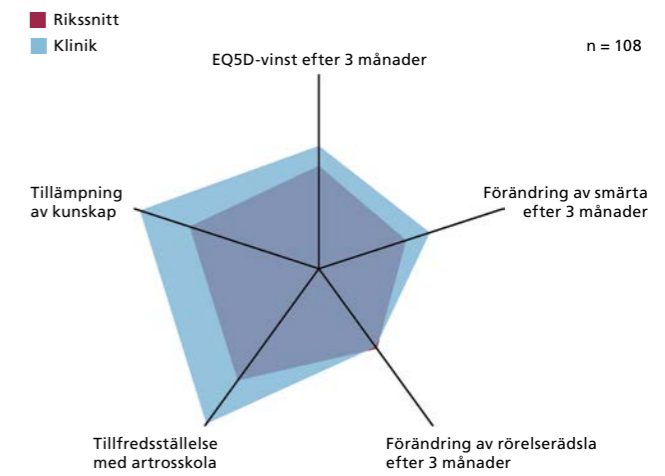 Rikssnitt
Klinik
n = 108
EQ5D-vinst efter 3 månader
Tillämpning
av kunskap
Förändring av smärta
efter 3 månader
Tillfredsställelse
med artrosskola
Förändring av rörelserädsla
efter 3 månader